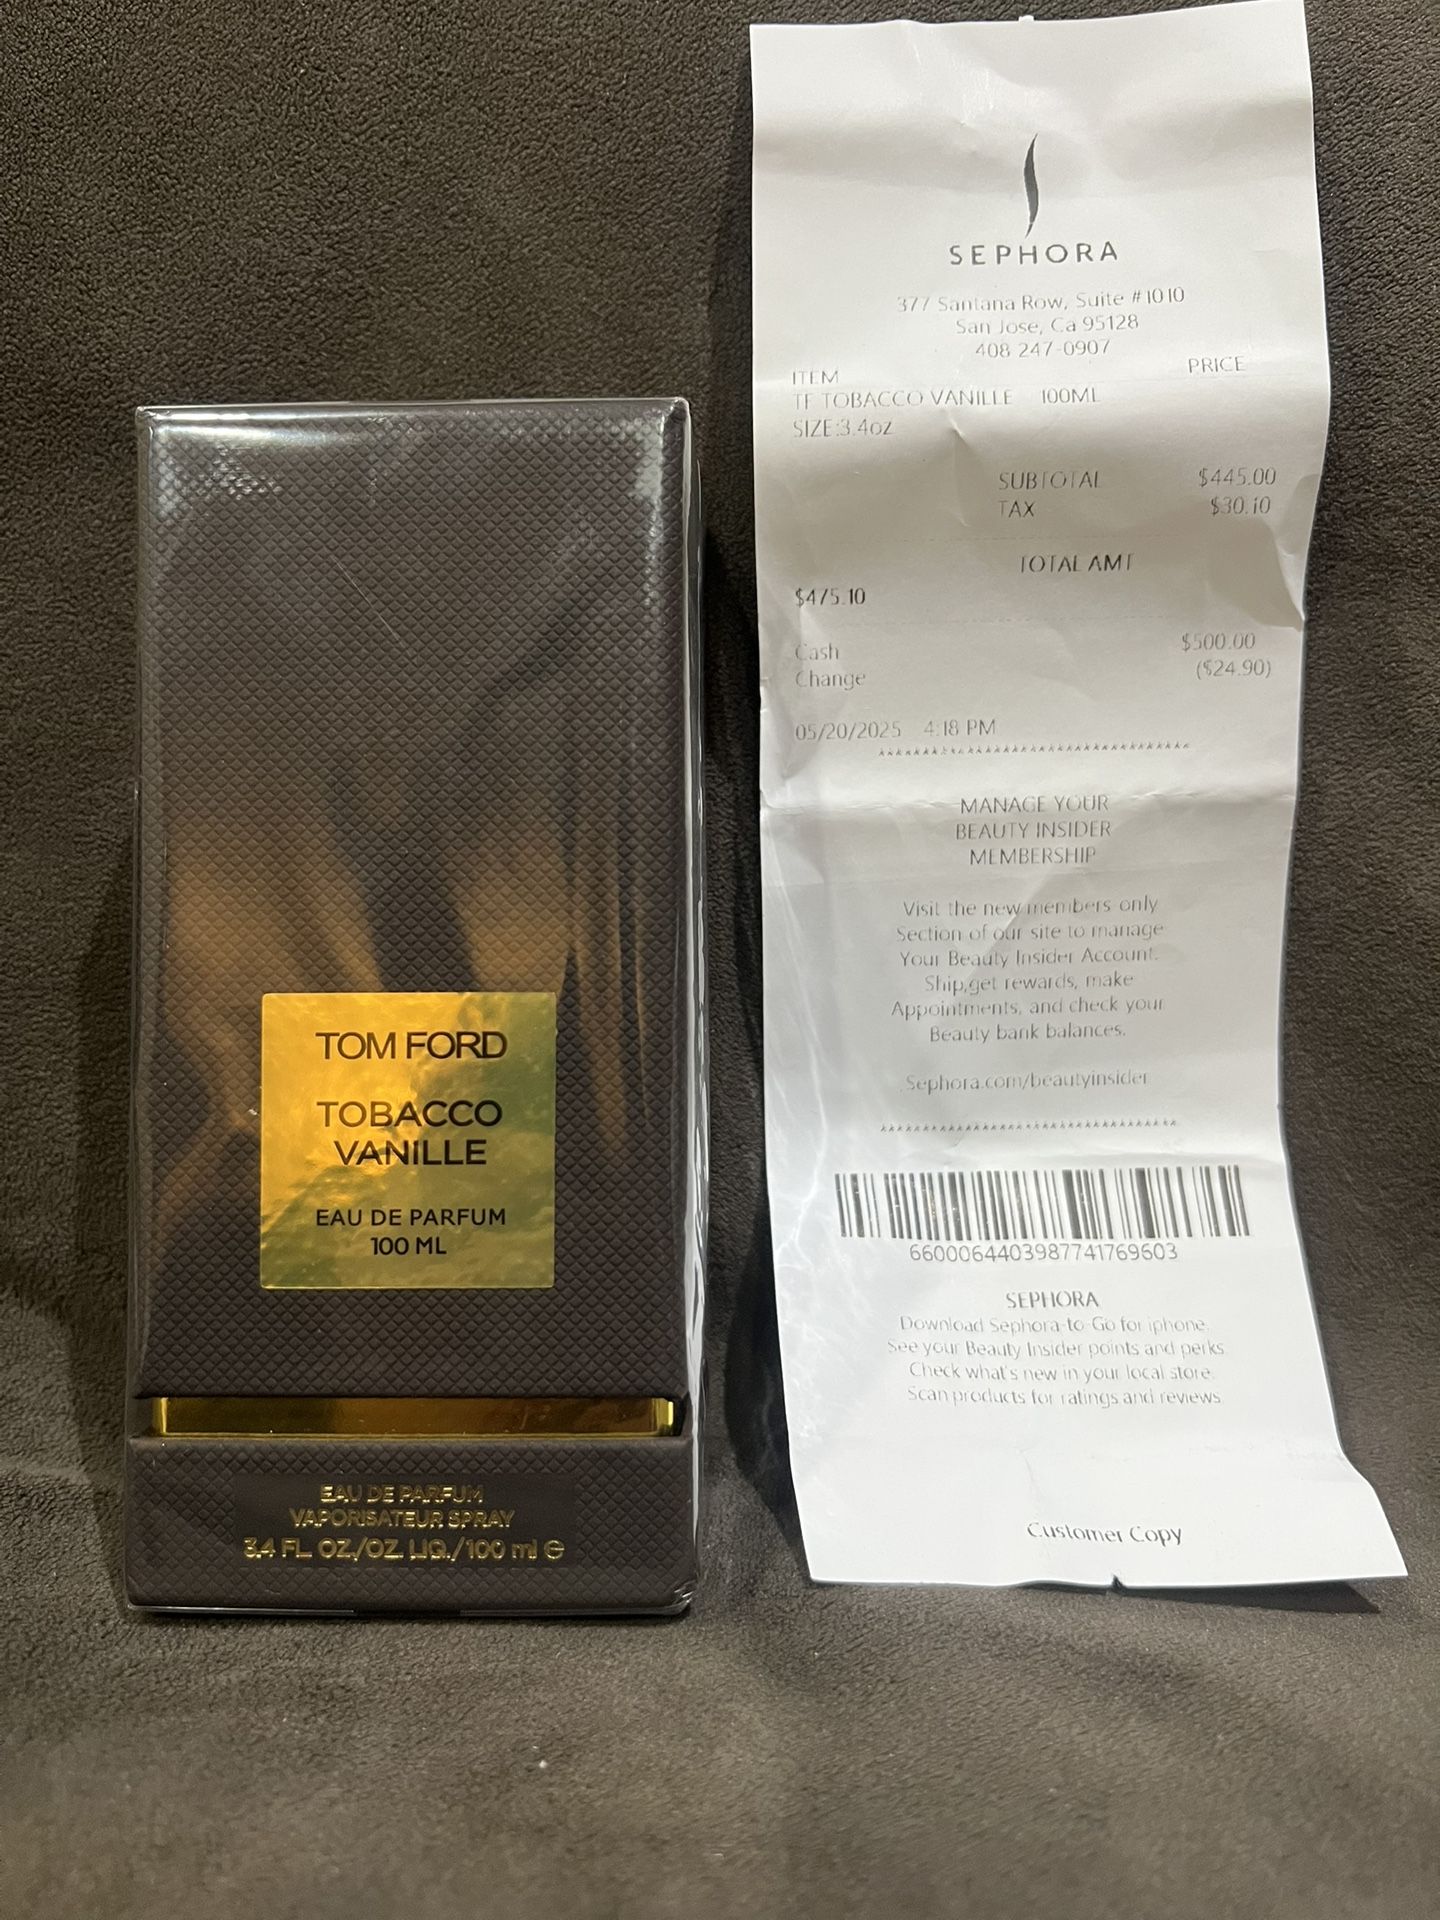 TOM FORD
TOBACCO
VANILLE
EAU DE PARFUM
100 ML
EAU DE PARFUM
VAPORISATEUR SPRAY
3.4 FL. OZ./OZ. LIQ./100 ml ℮
SEPHORA
377 Santana Row, Suite #1010
San Jose, Ca 95128
408 247-0907
ITEM PRICE
TF TOBACCO VANILLE 100ML
SIZE:3.4oz
SUBTOTAL $445.00
TAX $30.10
TOTAL AMT
$475.10
Cash $500.00
Change ($24.90)
05/20/2025 4:18 PM
MANAGE YOUR
BEAUTY INSIDER
MEMBERSHIP
Visit the new members only
Section of our site to manage
Your Beauty Insider Account.
Ship,get rewards, make
Appointments, and check your
Beauty bank balances.
Sephora.com/beautyinsider
6600064403987741769603
SEPHORA
Download Sephora-to-Go for iphone.
See your Beauty Insider points and perks.
Check what's new in your local store.
Scan products for ratings and reviews.
Customer Copy